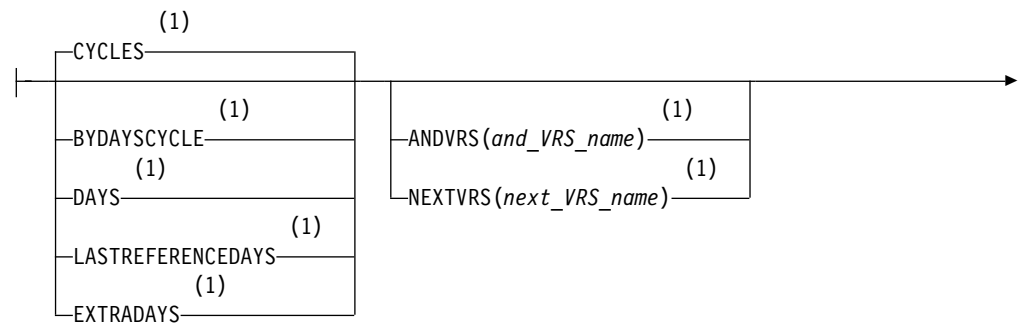 (1)
CYCLES
(1)
BYDAYSCYCLE
(1)
DAYS
(1)
LASTREFERENCEDAYS
(1)
EXTRADAYS
(1)
ANDVRS(and_VRS_name)
(1)
NEXTVRS(next_VRS_name)